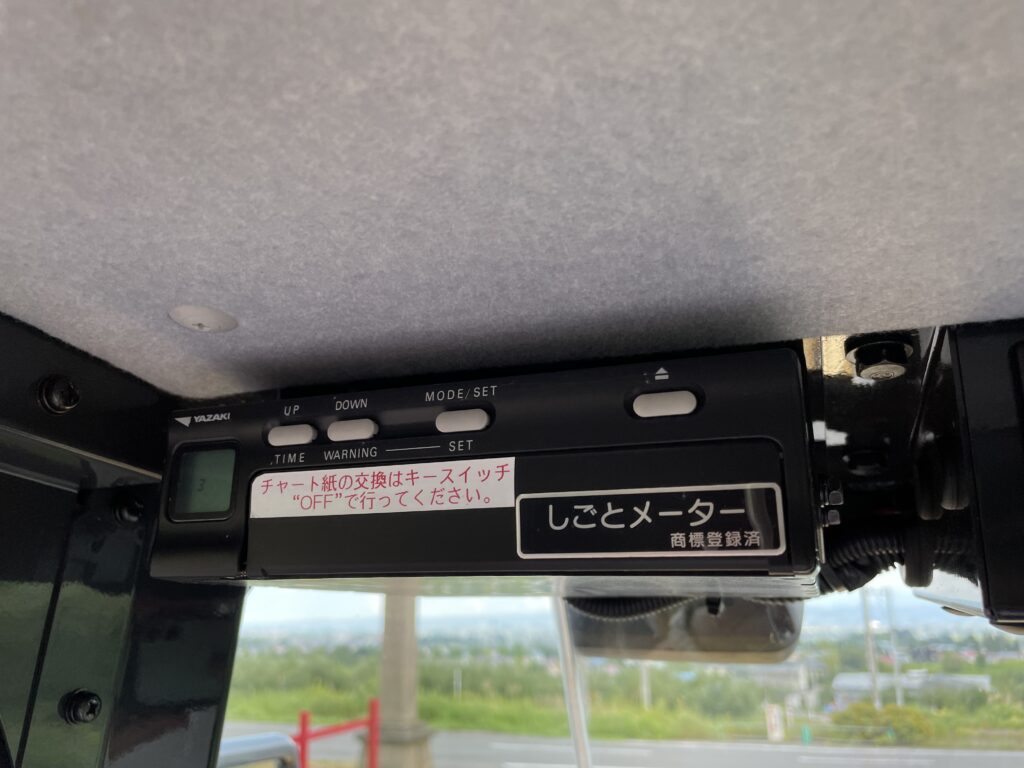 YAZAKI
UP DOWN MODE/SET
TIME WARNING SET
3
チャート紙の交換はキースイッチ
“OFF”で行ってください。
しごとメーター
商標登録済